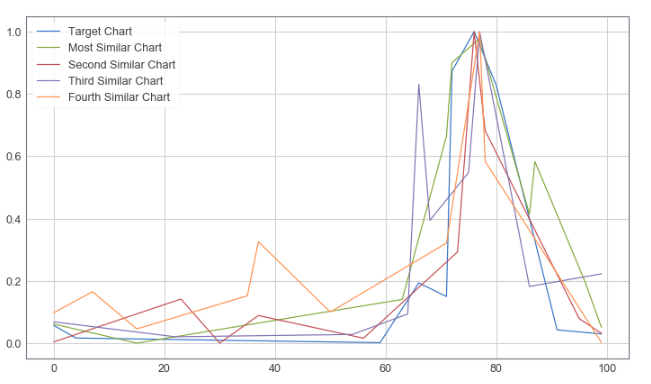 1.0
0.8
0.6
0.4
0.2
0.0
Target Chart
Most Similar Chart
Second Similar Chart
Third Similar Chart
Fourth Similar Chart
0 20 40 60 80 100